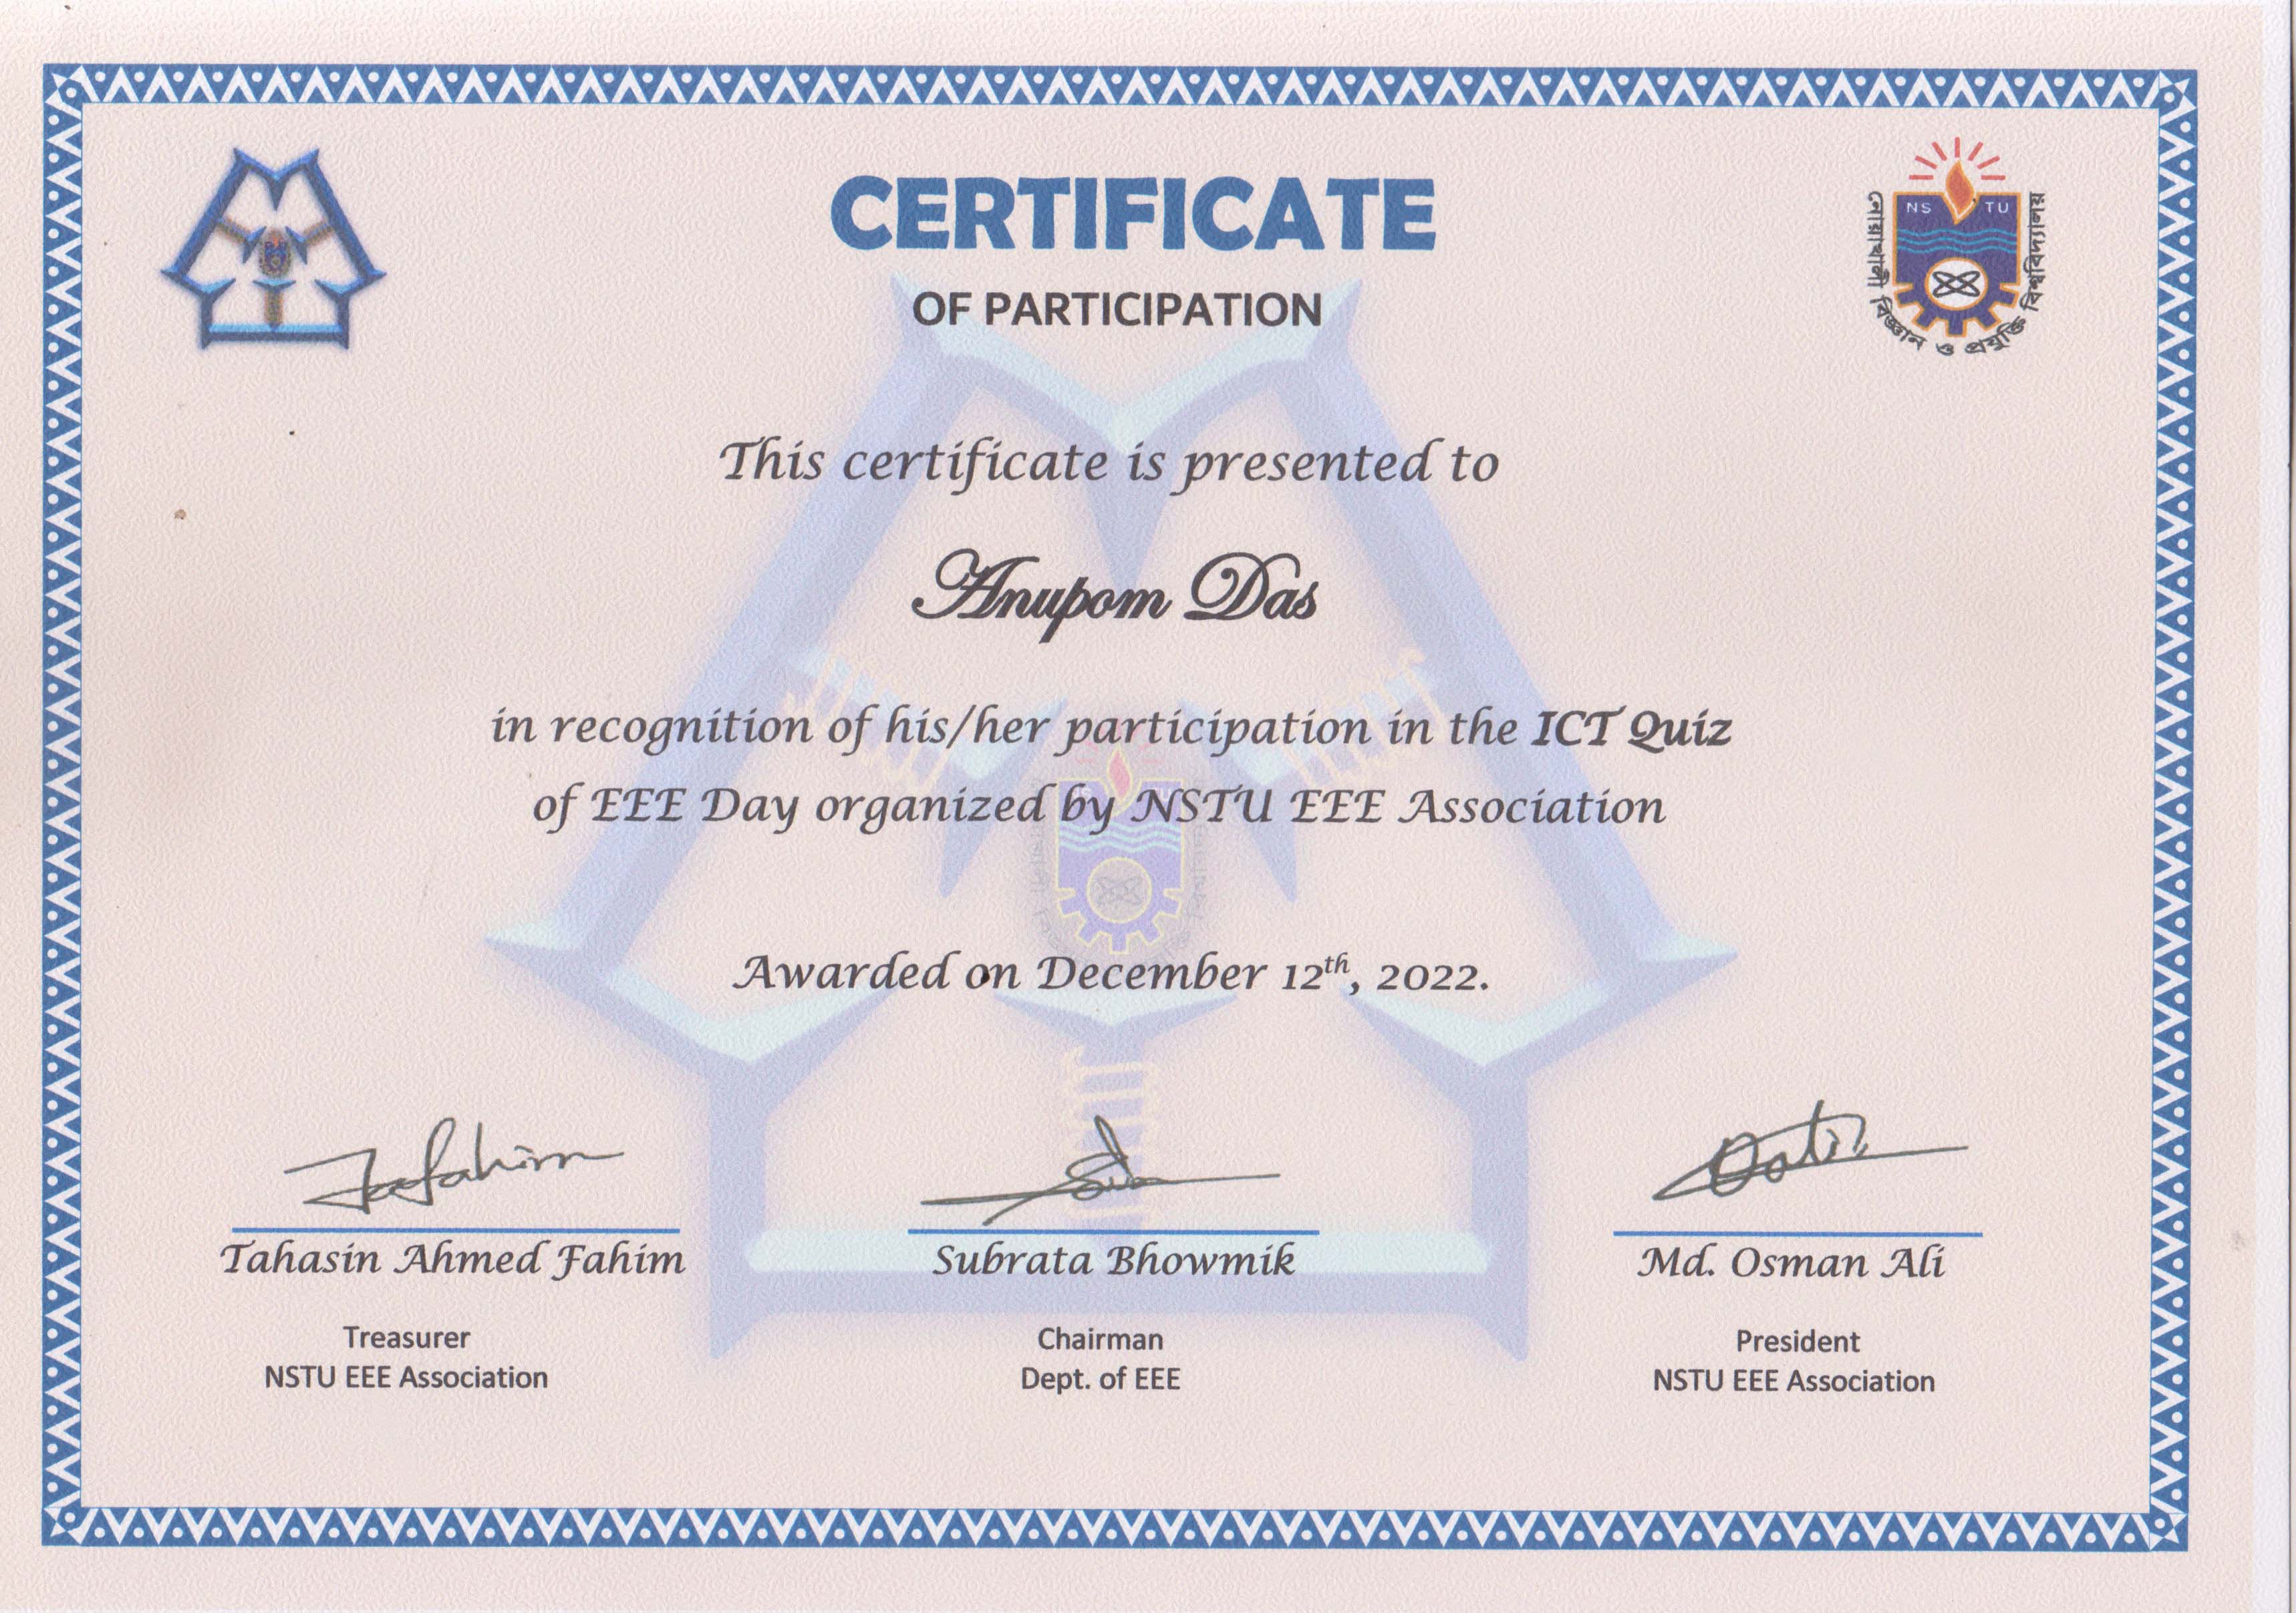 CERTIFICATE
OF PARTICIPATION
NS TU
নোয়াখালী বিজ্ঞান ও প্রযুক্তি বিশ্ববিদ্যালয়
This certificate is presented to
Anupom Das
in recognition of his/her participation in the ICT Quiz
of EEE Day organized by NSTU EEE Association
Awarded on December 12th, 2022.
Tahasin Ahmed Fahim
Subrata Bhowmik
Md. Osman Ali
Treasurer
Chairman
President
NSTU EEE Association
Dept. of EEE
NSTU EEE Association